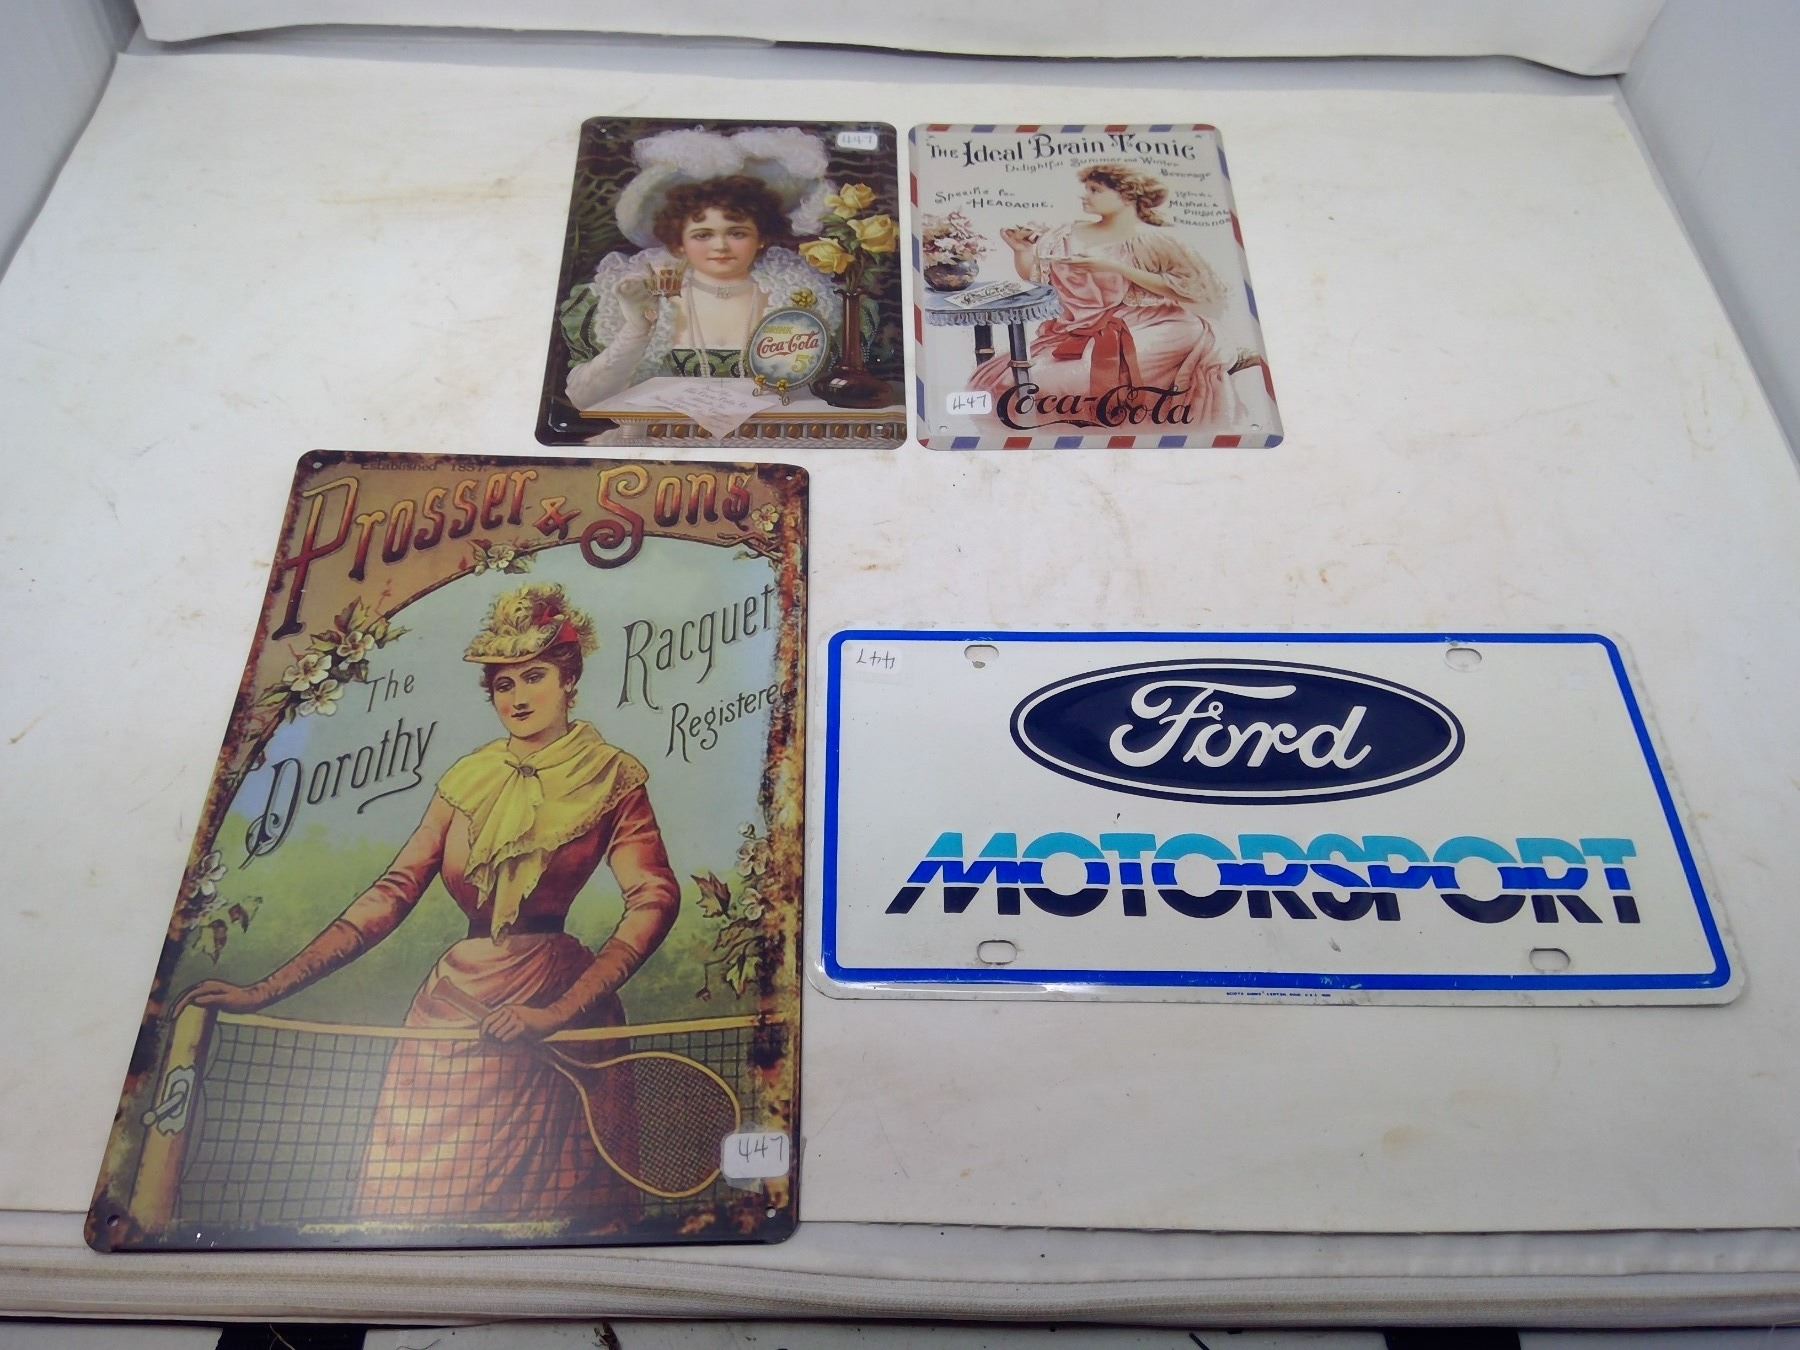 447
DRINK
Coca-Cola
5¢
The Ideal Brain Tonic
Delightful Summer and Winter
Beverage
Specific for
HEADACHE.
MENTAL &
PHYSICAL
EXHAUSTION
447
Coca-Cola
Established 1857.
Prosser & Sons
The
Dorothy
Racquet
Registered
447
447
Ford
MOTORSPORT